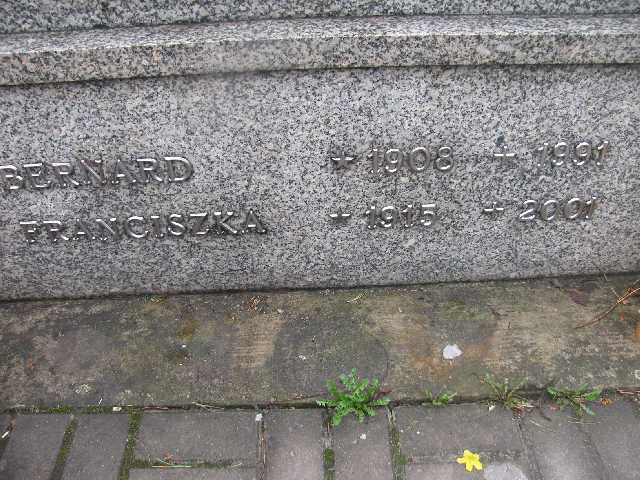 BERNARD ✶ 1908 ✝ 1991
FRANCISZKA ✶ 1915 ✝ 2001